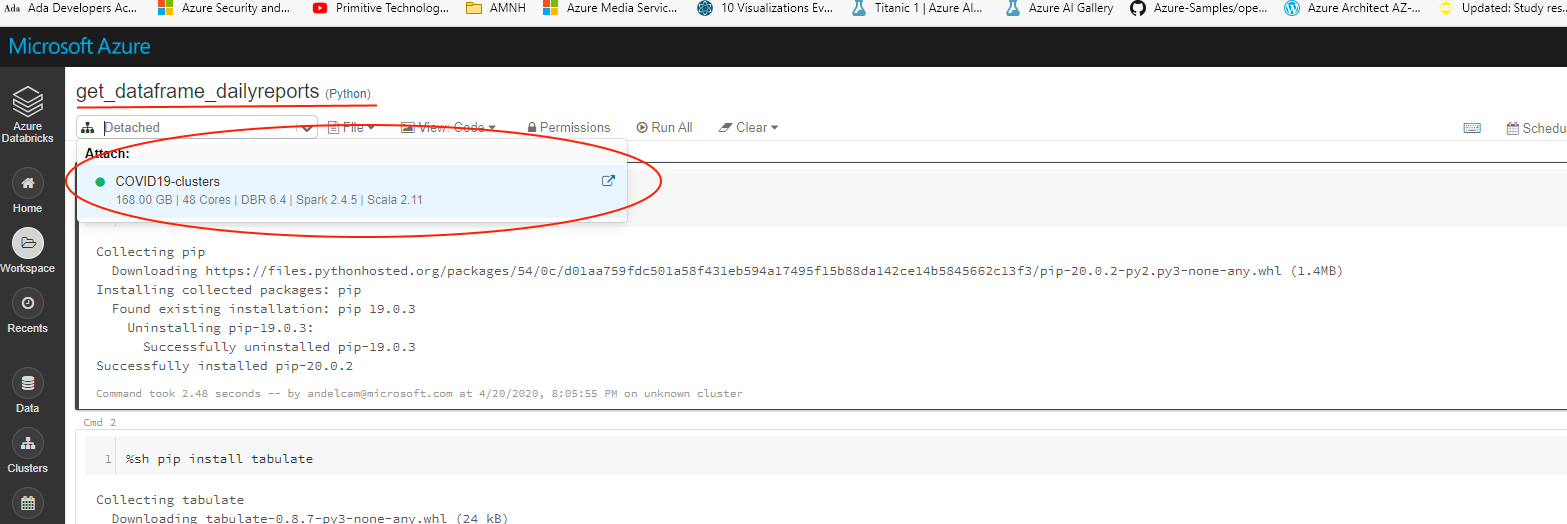 Ada Ada Developers Ac... Azure Security and... Primitive Technolog... AMNH Azure Media Servic... 10 Visualizations Ev... Titanic 1 | Azure AI... Azure AI Gallery Azure-Samples/ope... Azure Architect AZ-... Updated: Study res...
Microsoft Azure
get_dataframe_dailyreports (Python)
Detached File View: Code Permissions Run All Clear Schedu
Attach:
COVID19-clusters
168.00 GB | 48 Cores | DBR 6.4 | Spark 2.4.5 | Scala 2.11
Azure
Databricks
Home
Workspace
Recents
Data
Clusters
Collecting pip
Downloading https://files.pythonhosted.org/packages/54/0c/d01aa759fdc501a58f431eb594a17495f15b88da142ce14b5845662c13f3/pip-20.0.2-py2.py3-none-any.whl (1.4MB)
Installing collected packages: pip
Found existing installation: pip 19.0.3
Uninstalling pip-19.0.3:
Successfully uninstalled pip-19.0.3
Successfully installed pip-20.0.2
Command took 2.48 seconds -- by andelcam@microsoft.com at 4/20/2020, 8:05:55 PM on unknown cluster
Cmd 2
1 %sh pip install tabulate
Collecting tabulate
Downloading tabulate-0.8.7-py3-none-any.whl (24 kB)